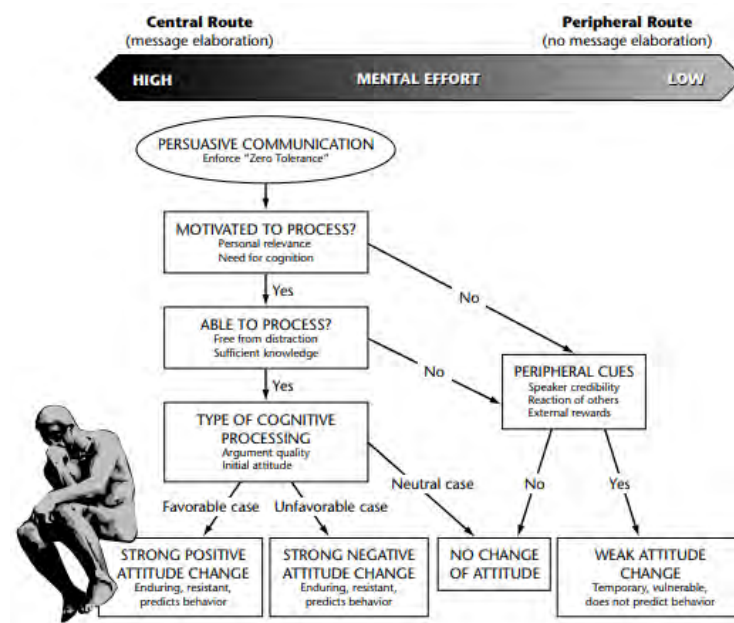 Central Route
(message elaboration)
Peripheral Route
(no message elaboration)
HIGH
MENTAL EFFORT
LOW
PERSUASIVE COMMUNICATION
Enforce "Zero Tolerance"
MOTIVATED TO PROCESS?
Personal relevance
Need for cognition
Yes
No
ABLE TO PROCESS?
Free from distraction
Sufficient knowledge
No
Yes
PERIPHERAL CUES
Speaker credibility
Reaction of others
External rewards
TYPE OF COGNITIVE
PROCESSING
Argument quality
Initial attitude
Favorable case
Unfavorable case
Neutral case
No
Yes
STRONG POSITIVE
ATTITUDE CHANGE
Enduring, resistant,
predicts behavior
STRONG NEGATIVE
ATTITUDE CHANGE
Enduring, resistant,
predicts behavior
NO CHANGE
OF ATTITUDE
WEAK ATTITUDE
CHANGE
Temporary, vulnerable,
does not predict behavior